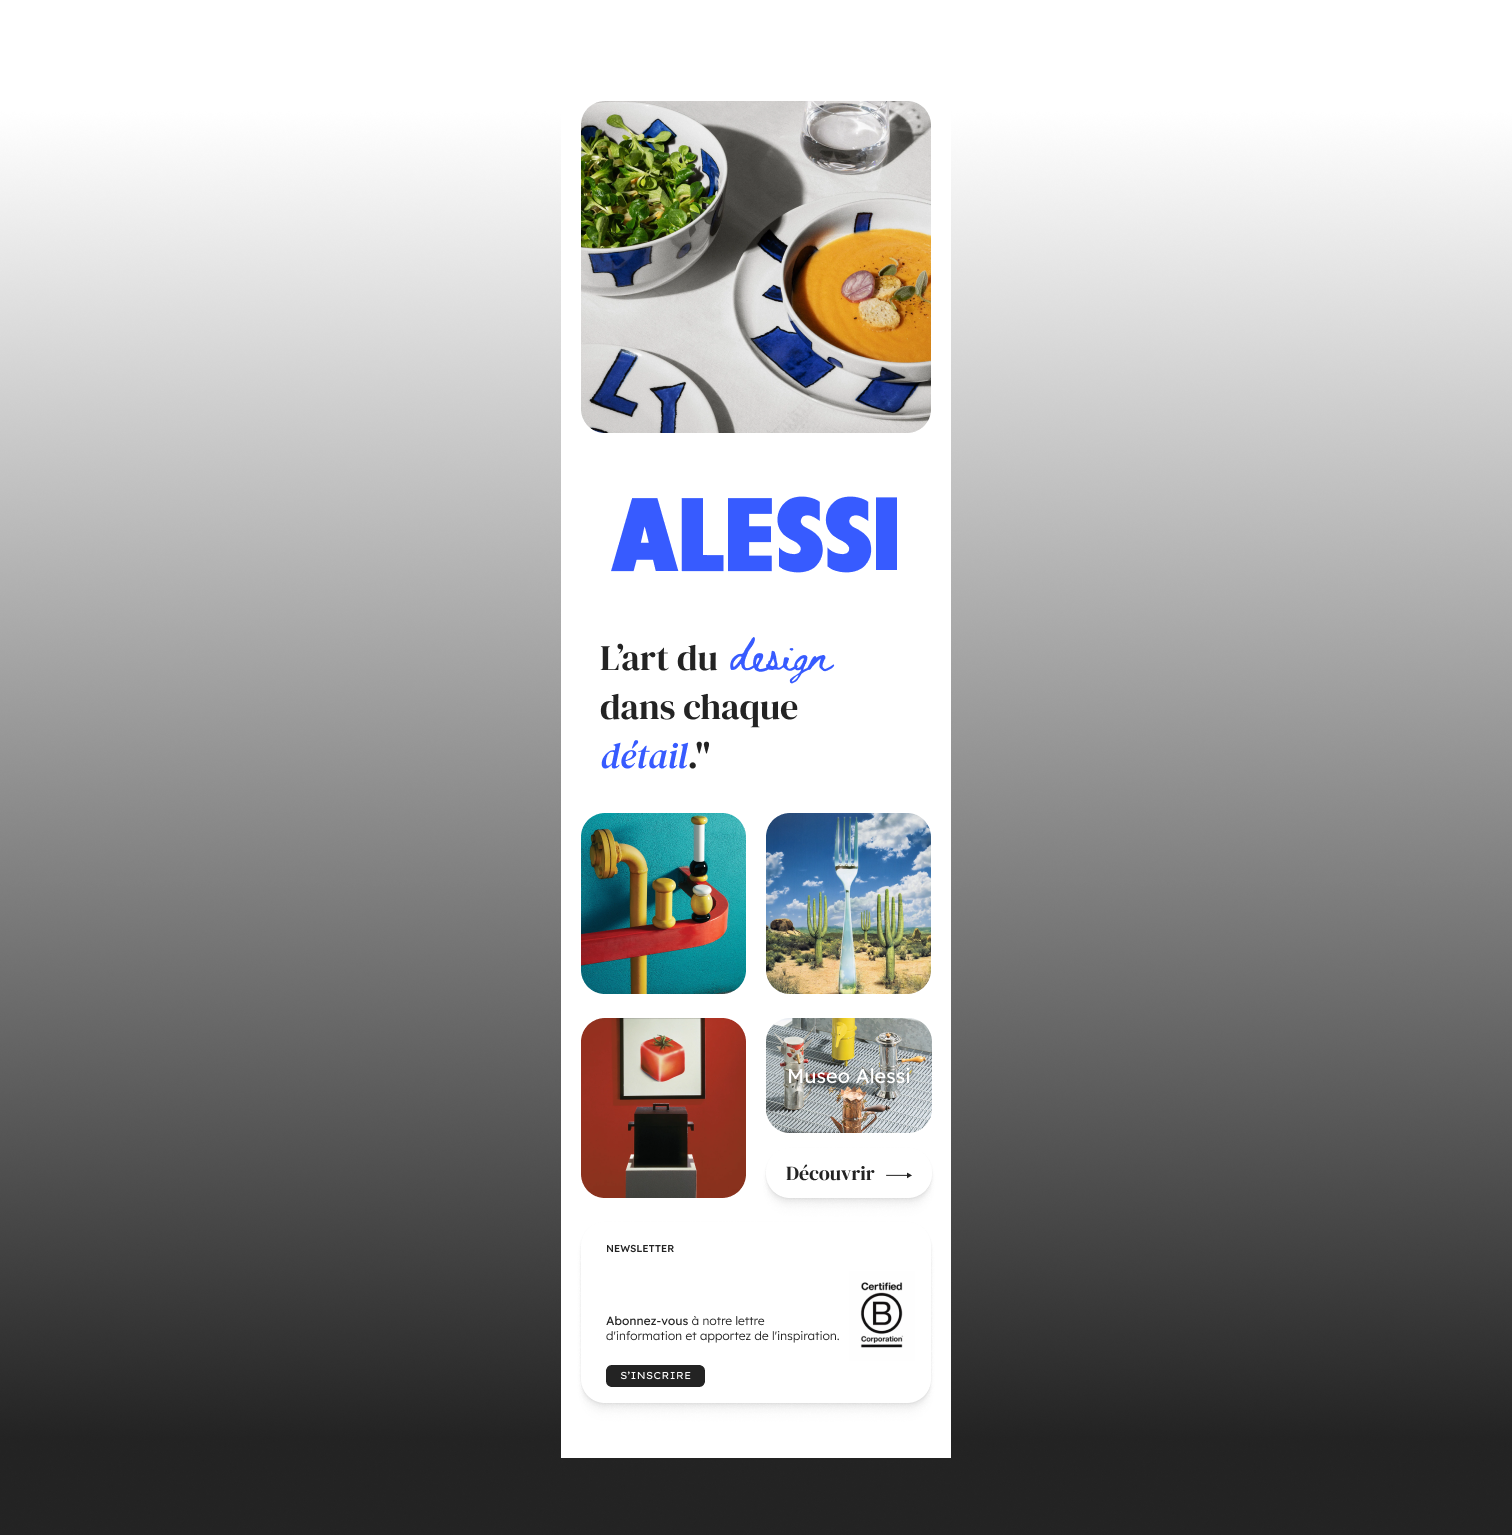 ALESSI
L’art du design
dans chaque
détail."
Museo Alessi
Découvrir
NEWSLETTER
Certified
B
Corporation
Abonnez-vous à notre lettre
d'information et apportez de l'inspiration.
S'INSCRIRE